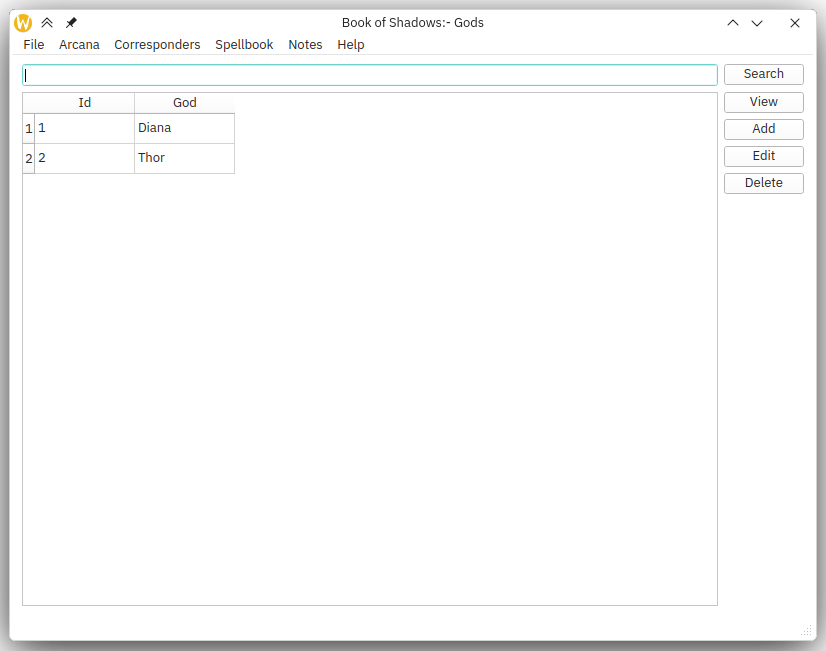 Book of Shadows:- Gods
File Arcana Corresponders Spellbook Notes Help
Search
Id God
1 1 Diana
2 2 Thor
View
Add
Edit
Delete